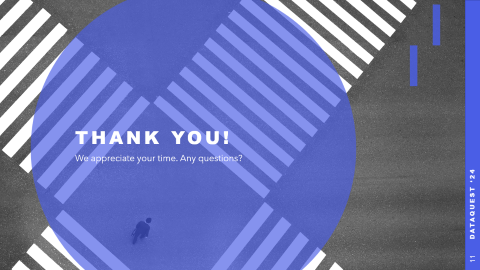 THANK YOU!
We appreciate your time. Any questions?
DATAQUEST '24
11